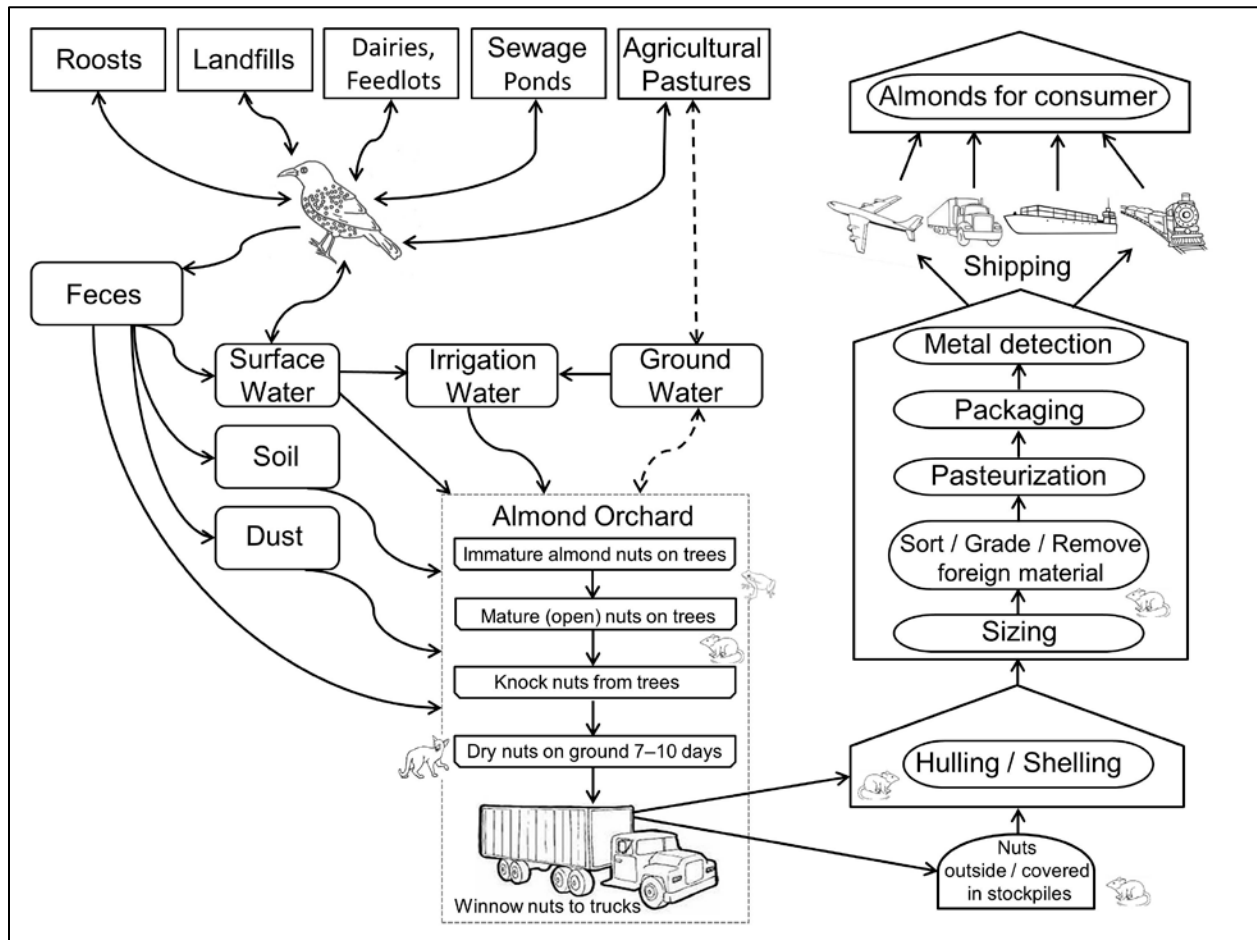 Roosts
Landfills
Dairies,
Feedlots
Sewage
Ponds
Agricultural
Pastures
Feces
Surface
Water
Irrigation
Water
Ground
Water
Soil
Dust
Almond Orchard
Immature almond nuts on trees
Mature (open) nuts on trees
Knock nuts from trees
Dry nuts on ground 7–10 days
Winnow nuts to trucks
Almonds for consumer
Shipping
Metal detection
Packaging
Pasteurization
Sort / Grade / Remove
foreign material
Sizing
Hulling / Shelling
Nuts
outside / covered
in stockpiles